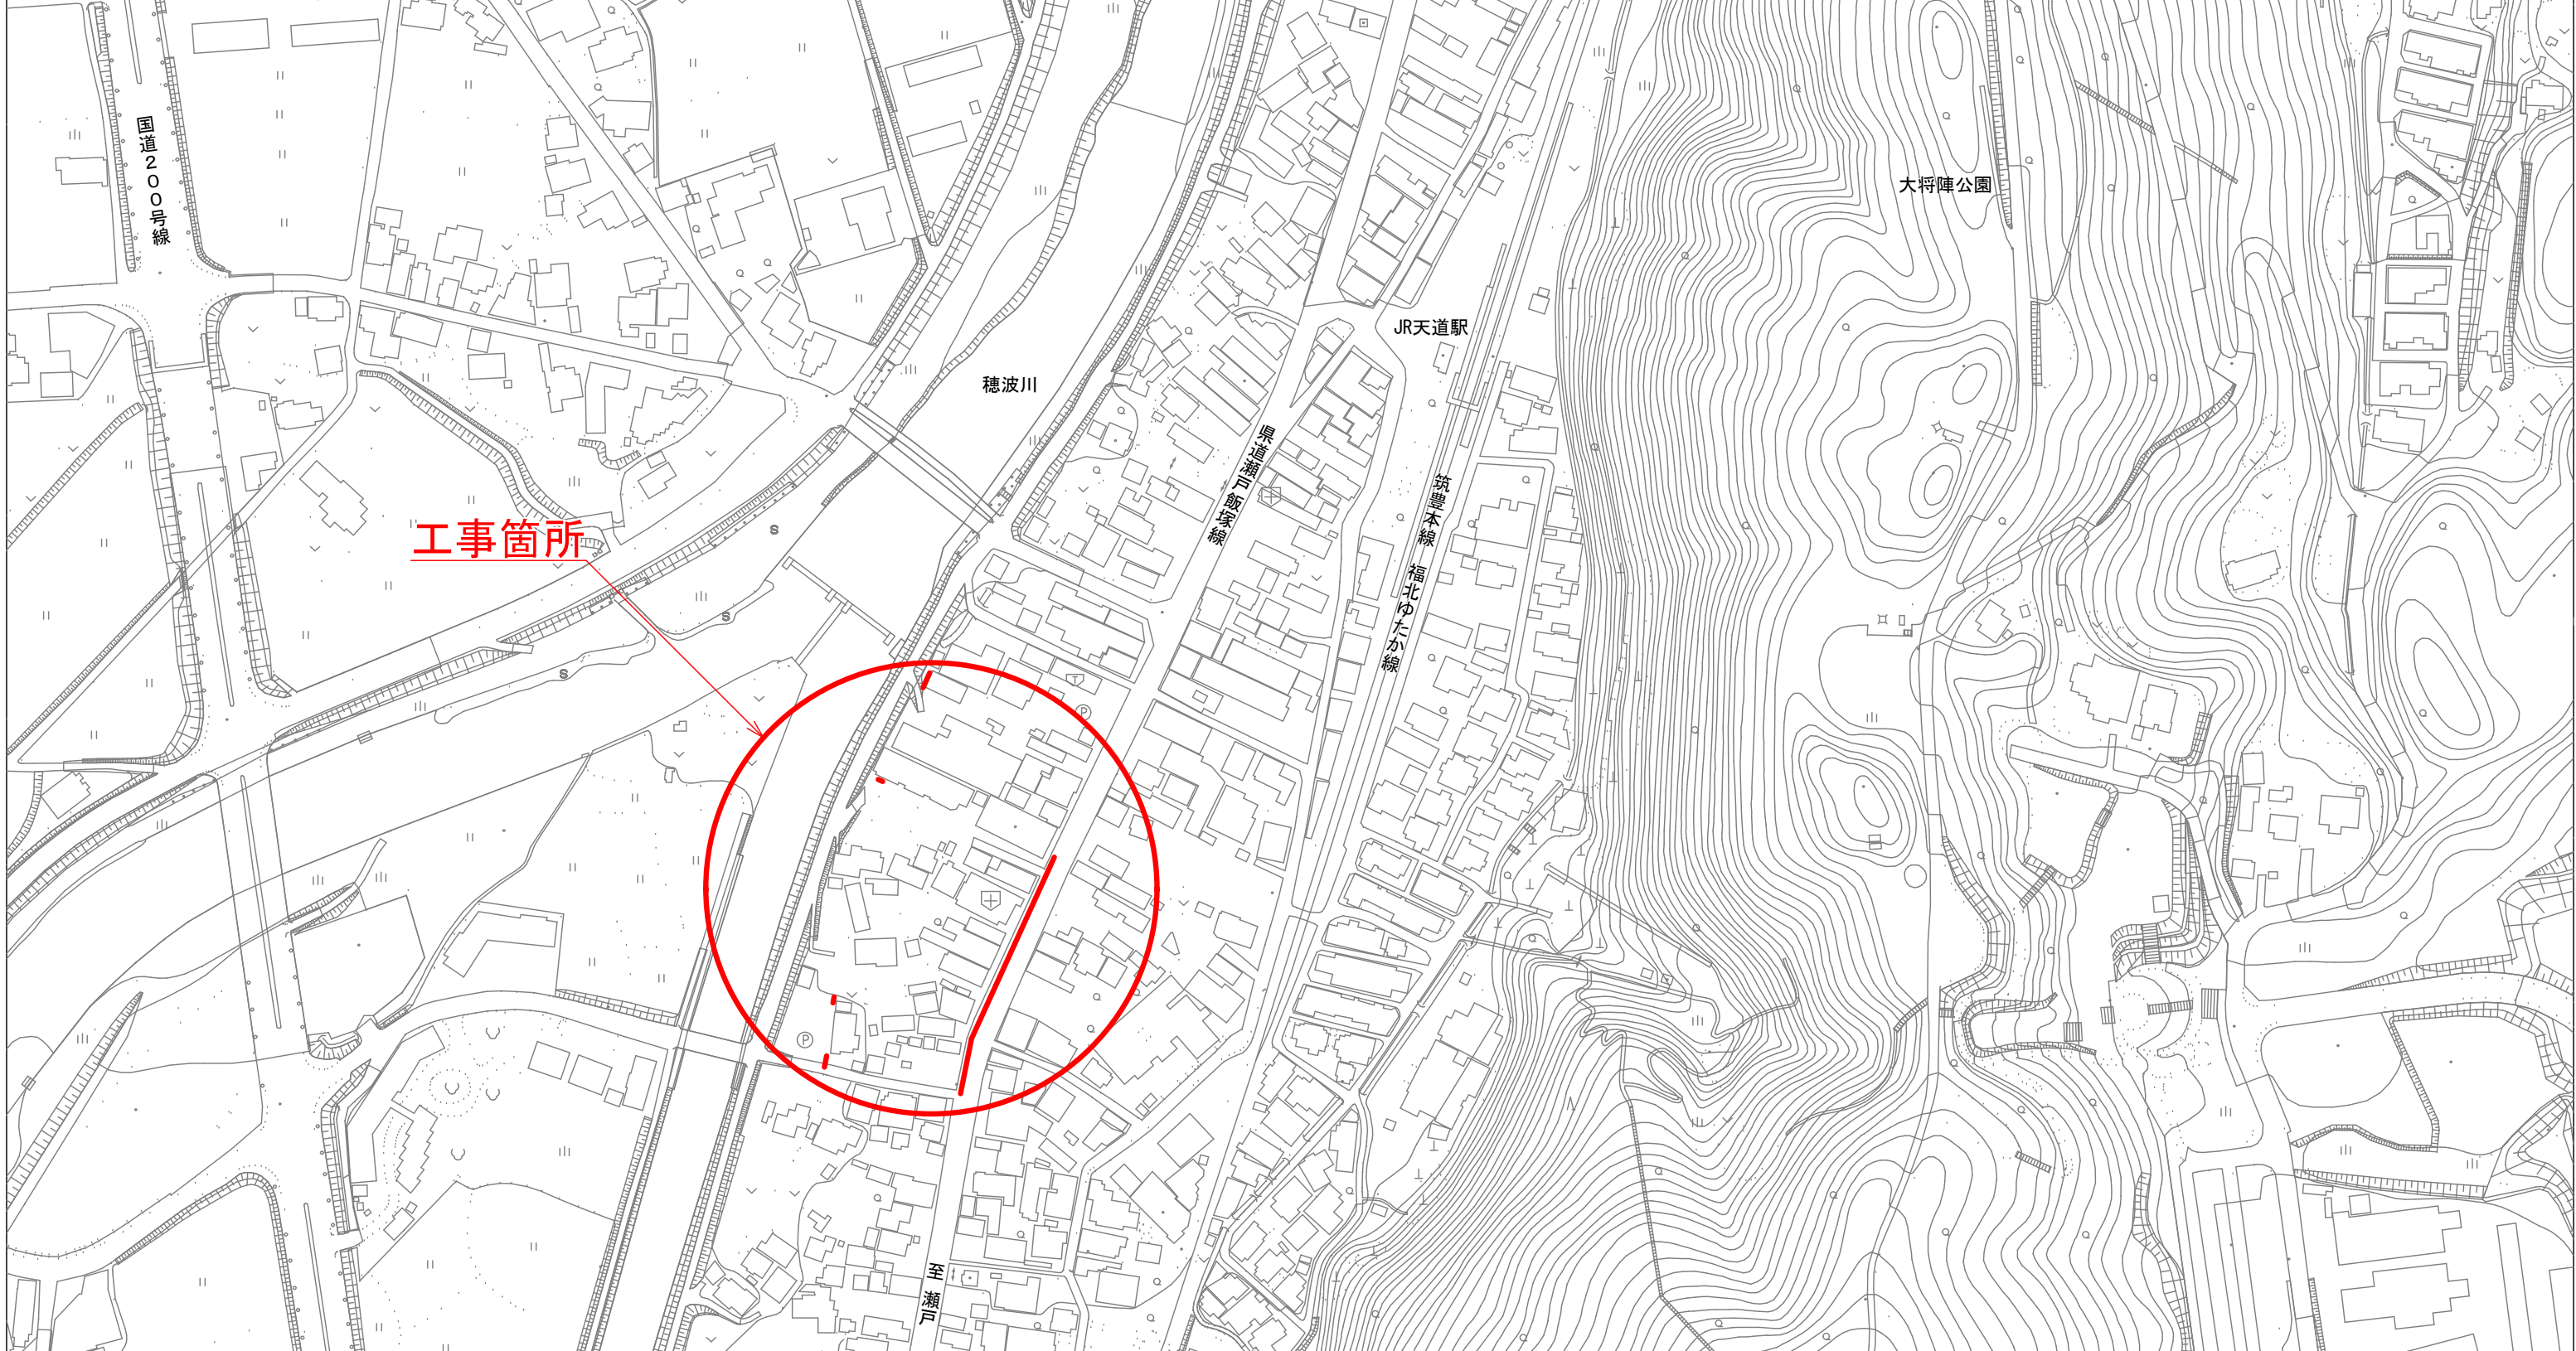 国道200号線
大将陣公園
JR天道駅
穂波川
県道瀬戸飯塚線
筑豊本線 福北ゆたか線
工事箇所
T
P
P
至 瀬戸